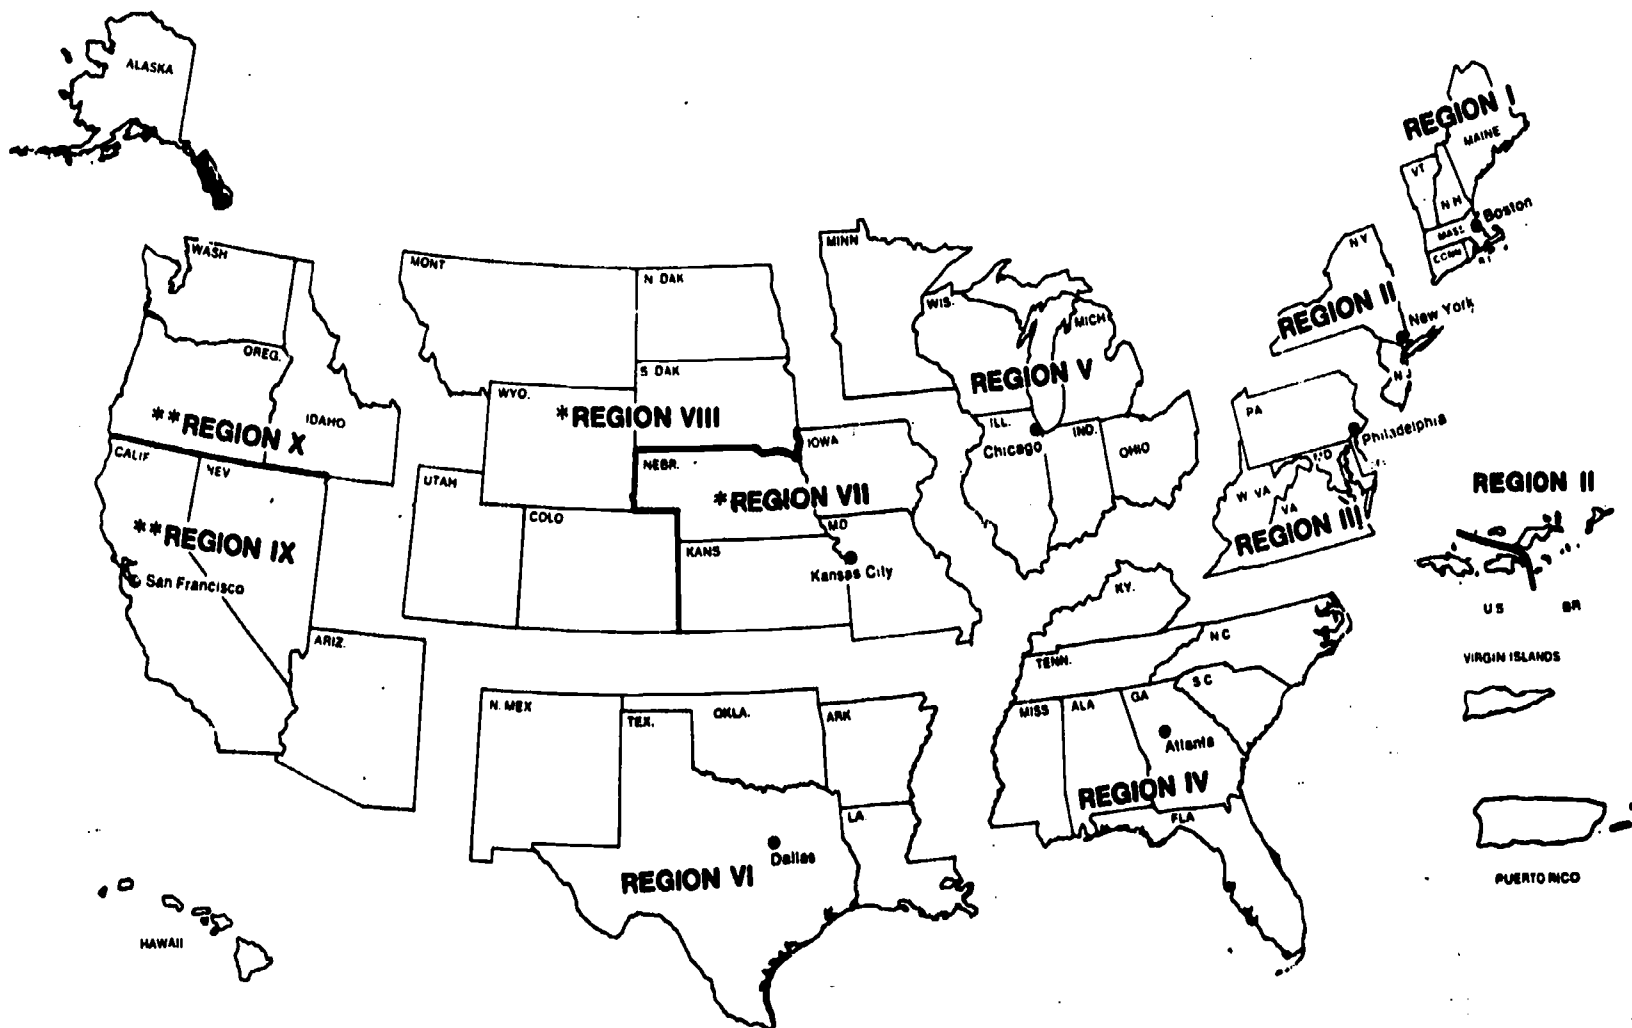 ALASKA
REGION I
MAINE
VT
N H
Boston
MASS
CONN
R I
WASH
MONT
N DAK
MINN
NY
WIS.
MICH
REGION II
New York
N J
OREG.
S DAK
WYO.
REGION V
**REGION X
IDAHO
*REGION VIII
PA
Philadelphia
ILL.
IND.
Chicago
OHIO
IOWA
CALIF
NEV
UTAH
NEBR.
*REGION VII
W VA
VA
REGION III
REGION II
COLO
**REGION IX
MO
KANS
Kansas City
San Francisco
KY.
U S
BR
VIRGIN ISLANDS
ARIZ.
TENN.
N C
S C
N. MEX
TEX.
OKLA.
ARK
MISS
ALA
GA
Atlanta
REGION IV
FLA
LA
Dallas
REGION VI
PUERTO RICO
HAWAII